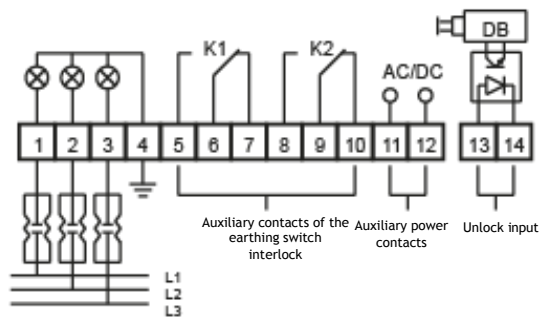 DB
K1
K2
AC/DC
1 2 3 4 5 6 7 8 9 10 11 12 13 14
Auxiliary contacts of the
earthing switch
interlock
Auxiliary power
contacts
Unlock input
L1
L2
L3